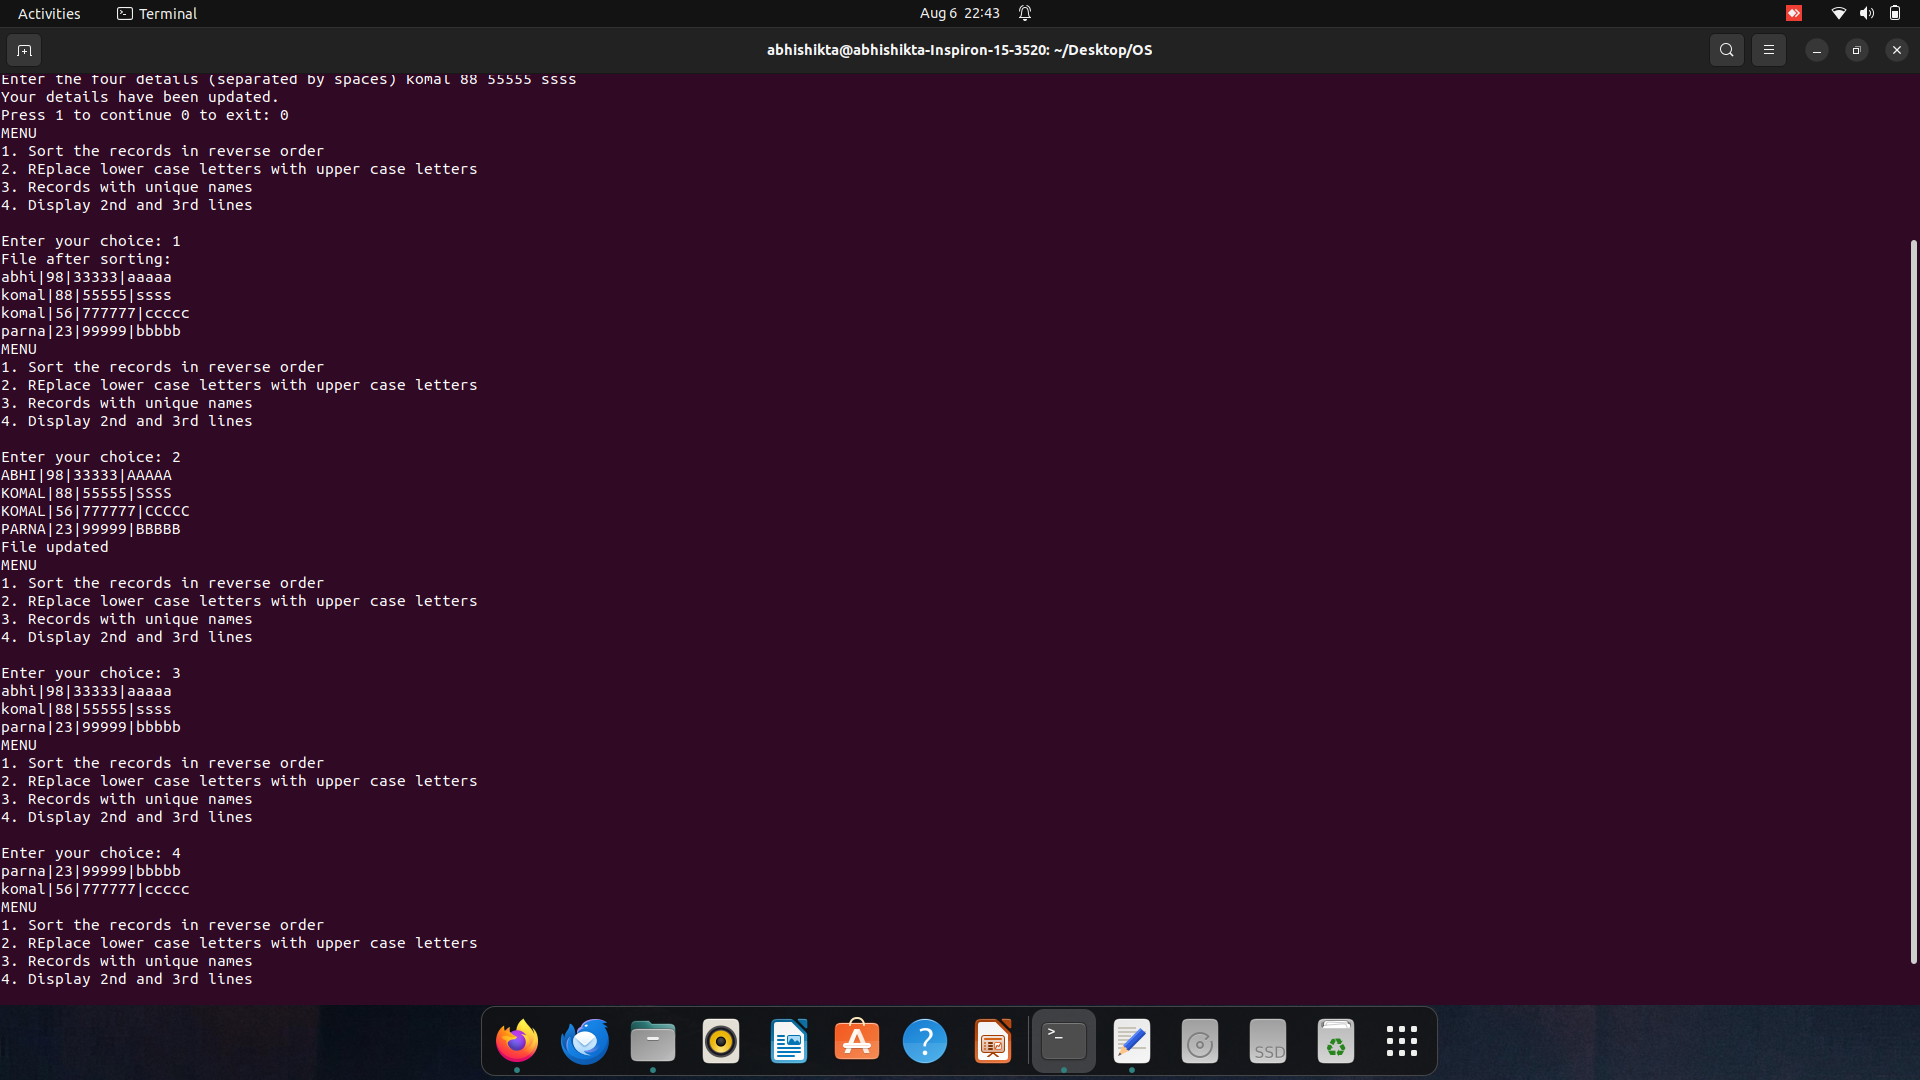 Activities
Terminal
Aug 6 22:43
abhishikta@abhishikta-Inspiron-15-3520: ~/Desktop/OS
Enter the four details (separated by spaces) komal 88 55555 ssss
Your details have been updated.
Press 1 to continue 0 to exit: 0
MENU
1. Sort the records in reverse order
2. REplace lower case letters with upper case letters
3. Records with unique names
4. Display 2nd and 3rd lines
Enter your choice: 1
File after sorting:
abhi|98|33333|aaaaa
komal|88|55555|ssss
komal|56|777777|ccccc
parna|23|99999|bbbbb
MENU
1. Sort the records in reverse order
2. REplace lower case letters with upper case letters
3. Records with unique names
4. Display 2nd and 3rd lines
Enter your choice: 2
ABHI|98|33333|AAAAA
KOMAL|88|55555|SSSS
KOMAL|56|777777|CCCCC
PARNA|23|99999|BBBBB
File updated
MENU
1. Sort the records in reverse order
2. REplace lower case letters with upper case letters
3. Records with unique names
4. Display 2nd and 3rd lines
Enter your choice: 3
abhi|98|33333|aaaaa
komal|88|55555|ssss
parna|23|99999|bbbbb
MENU
1. Sort the records in reverse order
2. REplace lower case letters with upper case letters
3. Records with unique names
4. Display 2nd and 3rd lines
Enter your choice: 4
parna|23|99999|bbbbb
komal|56|777777|ccccc
MENU
1. Sort the records in reverse order
2. REplace lower case letters with upper case letters
3. Records with unique names
4. Display 2nd and 3rd lines
SSD